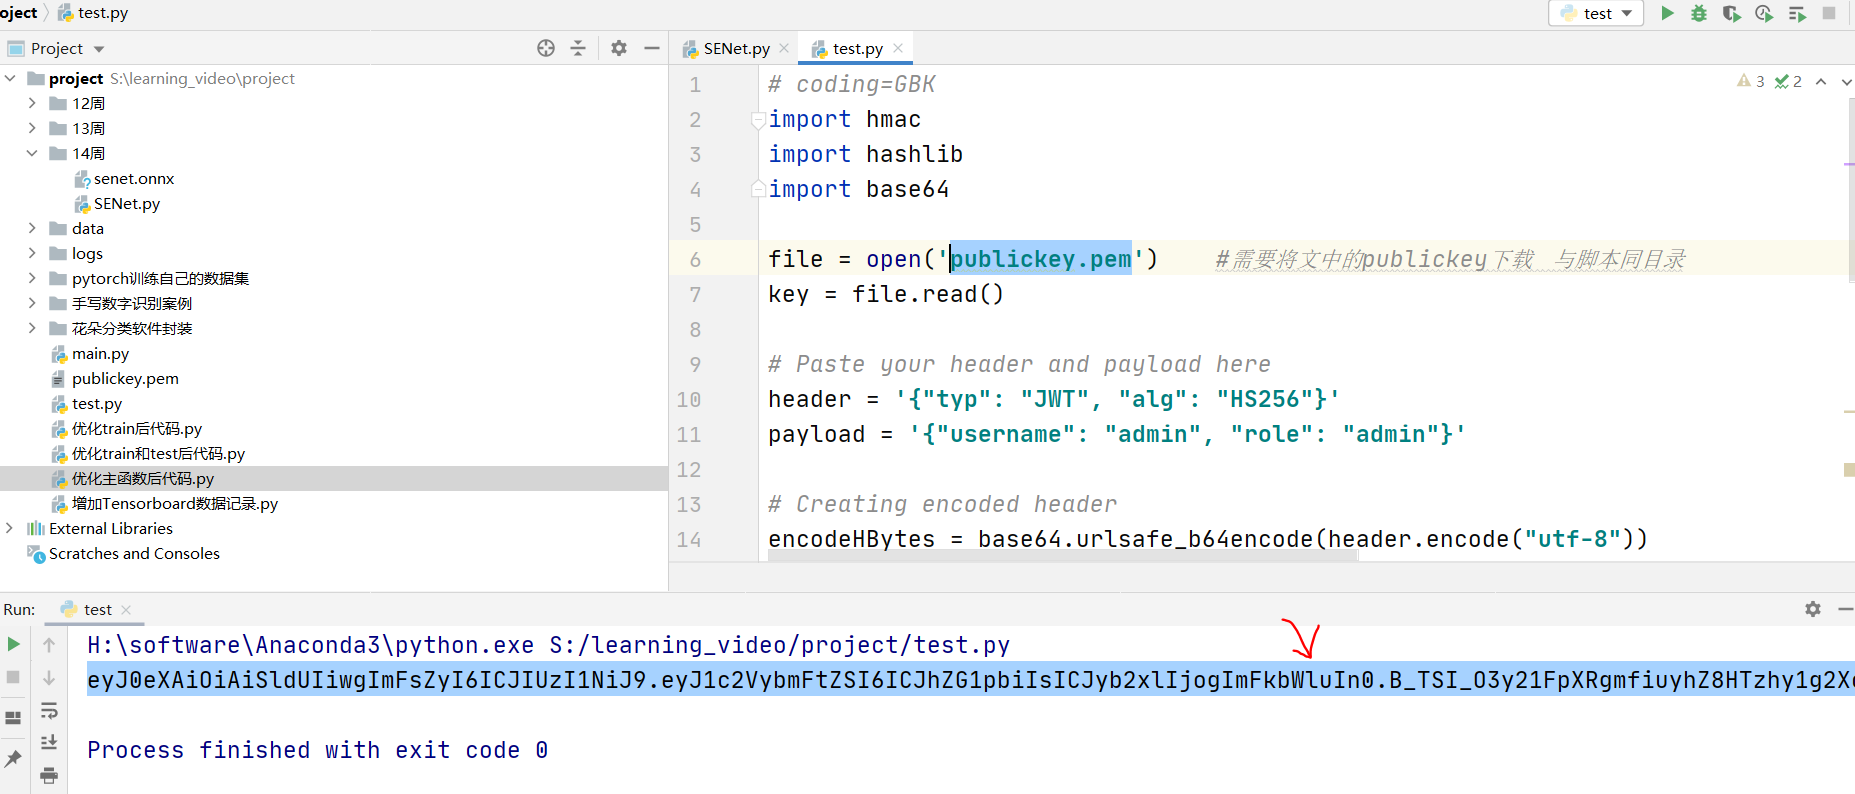 oject test.py
test
Project
SENet.py test.py
project S:\learning_video\project
12周
13周
14周
senet.onnx
SENet.py
data
logs
pytorch训练自己的数据集
手写数字识别案例
花朵分类软件封装
main.py
publickey.pem
test.py
优化train后代码.py
优化train和test后代码.py
优化主函数后代码.py
增加Tensorboard数据记录.py
External Libraries
Scratches and Consoles
3 2
1 # coding=GBK
2 import hmac
3 import hashlib
4 import base64
5
6 file = open('publickey.pem') #需要将文中的publickey下载 与脚本同目录
7 key = file.read()
8
9 # Paste your header and payload here
10 header = '{"typ": "JWT", "alg": "HS256"}'
11 payload = '{"username": "admin", "role": "admin"}'
12
13 # Creating encoded header
14 encodeHBytes = base64.urlsafe_b64encode(header.encode("utf-8"))
Run: test
H:\software\Anaconda3\python.exe S:/learning_video/project/test.py
eyJ0eXAiOiAiSldUIiwgImFsZyI6ICJIUzI1NiJ9.eyJ1c2VybmFtZSI6ICJhZG1pbiIsICJyb2xlIjogImFkbWluIn0.B_TSI_O3y21FpXRgmfiuyhZ8HTzhy1g2X
Process finished with exit code 0